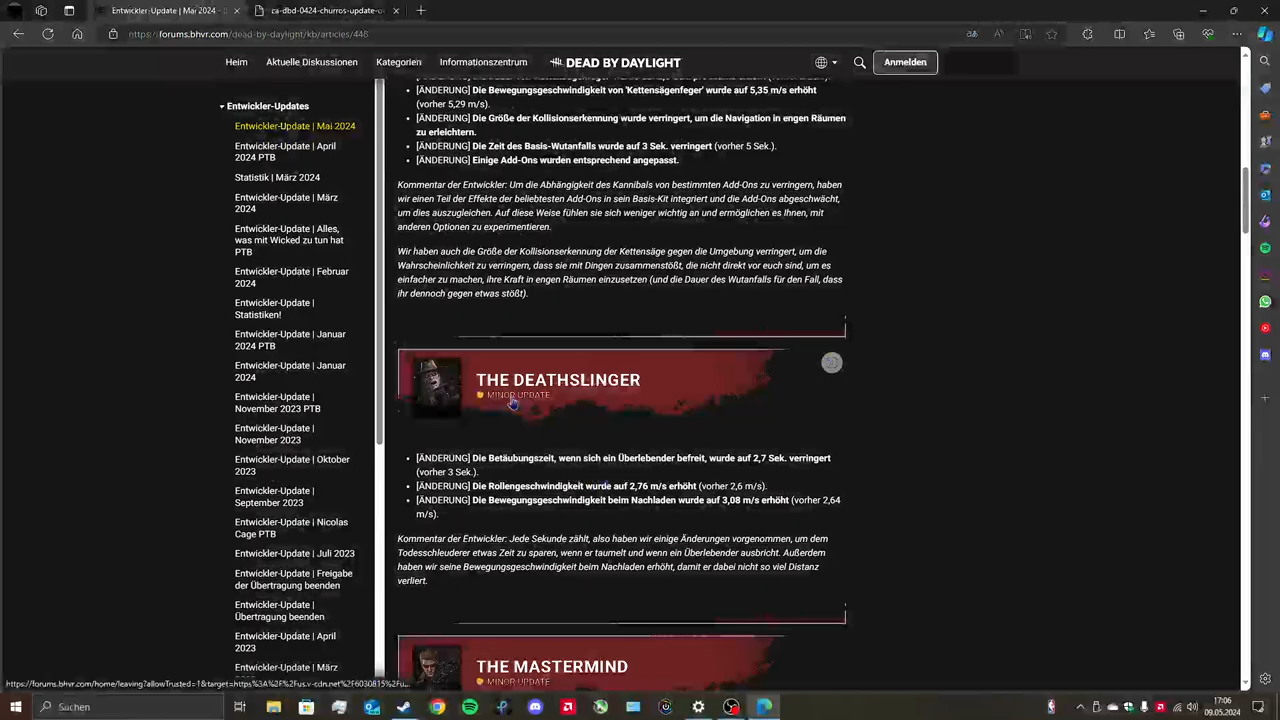 Entwickler-Update | Mai 2024 -
ca-dbd-0424-churros-update-c
https://forums.bhvr.com/dead-by-daylight/kb/articles/448
Heim
Aktuelle Diskussionen
Kategorien
Informationszentrum
DEAD BY DAYLIGHT
Anmelden
Entwickler-Updates
Entwickler-Update | Mai 2024
Entwickler-Update | April
2024 PTB
Statistik | März 2024
Entwickler-Update | März
2024
Entwickler-Update | Alles,
was mit Wicked zu tun hat
PTB
Entwickler-Update | Februar
2024
Entwickler-Update |
Statistiken!
Entwickler-Update | Januar
2024 PTB
Entwickler-Update | Januar
2024
Entwickler-Update |
November 2023 PTB
Entwickler-Update |
November 2023
Entwickler-Update | Oktober
2023
Entwickler-Update |
September 2023
Entwickler-Update | Nicolas
Cage PTB
Entwickler-Update | Juli 2023
Entwickler-Update | Freigabe
der Übertragung beenden
Entwickler-Update |
Übertragung beenden
Entwickler-Update | April
2023
Entwickler-Update | März
[ÄNDERUNG] Die Bewegungsgeschwindigkeit von 'Kettensägenfeger' wurde auf 5,35 m/s erhöht
(vorher 5,29 m/s).
[ÄNDERUNG] Die Größe der Kollisionserkennung wurde verringert, um die Navigation in engen Räumen
zu erleichtern.
[ÄNDERUNG] Die Zeit des Basis-Wutanfalls wurde auf 3 Sek. verringert (vorher 5 Sek.).
[ÄNDERUNG] Einige Add-Ons wurden entsprechend angepasst.
Kommentar der Entwickler: Um die Abhängigkeit des Kannibals von bestimmten Add-Ons zu verringern, haben
wir einen Teil der Effekte der beliebtesten Add-Ons in sein Basis-Kit integriert und die Add-Ons abgeschwächt,
um dies auszugleichen. Auf diese Weise fühlen sie sich weniger wichtig an und ermöglichen es Ihnen, mit
anderen Optionen zu experimentieren.
Wir haben auch die Größe der Kollisionserkennung der Kettensäge gegen die Umgebung verringert, um die
Wahrscheinlichkeit zu verringern, dass sie mit Dingen zusammenstößt, die nicht direkt vor euch sind, um es
einfacher zu machen, ihre Kraft in engen Räumen einzusetzen (und die Dauer des Wutanfalls für den Fall, dass
ihr dennoch gegen etwas stößt).
THE DEATHSLINGER
MINOR UPDATE
[ÄNDERUNG] Die Betäubungszeit, wenn sich ein Überlebender befreit, wurde auf 2,7 Sek. verringert
(vorher 3 Sek.).
[ÄNDERUNG] Die Rollengeschwindigkeit wurde auf 2,76 m/s erhöht (vorher 2,6 m/s).
[ÄNDERUNG] Die Bewegungsgeschwindigkeit beim Nachladen wurde auf 3,08 m/s erhöht (vorher 2,64
m/s).
Kommentar der Entwickler: Jede Sekunde zählt, also haben wir einige Änderungen vorgenommen, um dem
Todesschleuderer etwas Zeit zu sparen, wenn er taumelt und wenn ein Überlebender ausbricht. Außerdem
haben wir seine Bewegungsgeschwindigkeit beim Nachladen erhöht, damit er dabei nicht so viel Distanz
verliert.
THE MASTERMIND
MINOR UPDATE
https://forums.bhvr.com/home/leaving?allowTrusted=1&target=https%3A%2F%2Fus.v-cdn.net%2F6030815%2Fu
Suchen
17:06
09.05.2024